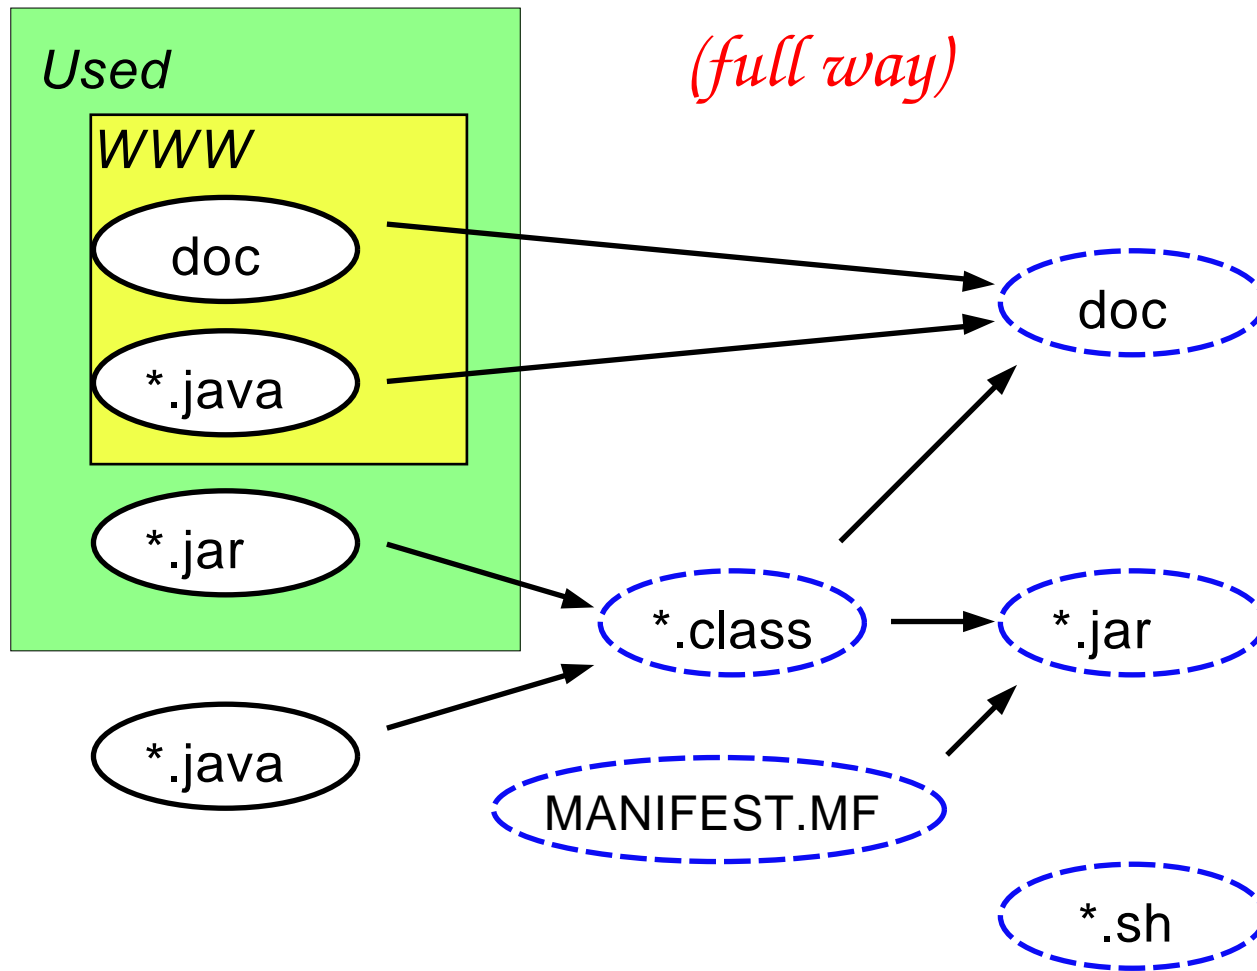 Used
(full way)
WWW
doc
doc
*.java
*.jar
*.class
*.jar
*.java
MANIFEST.MF
*.sh